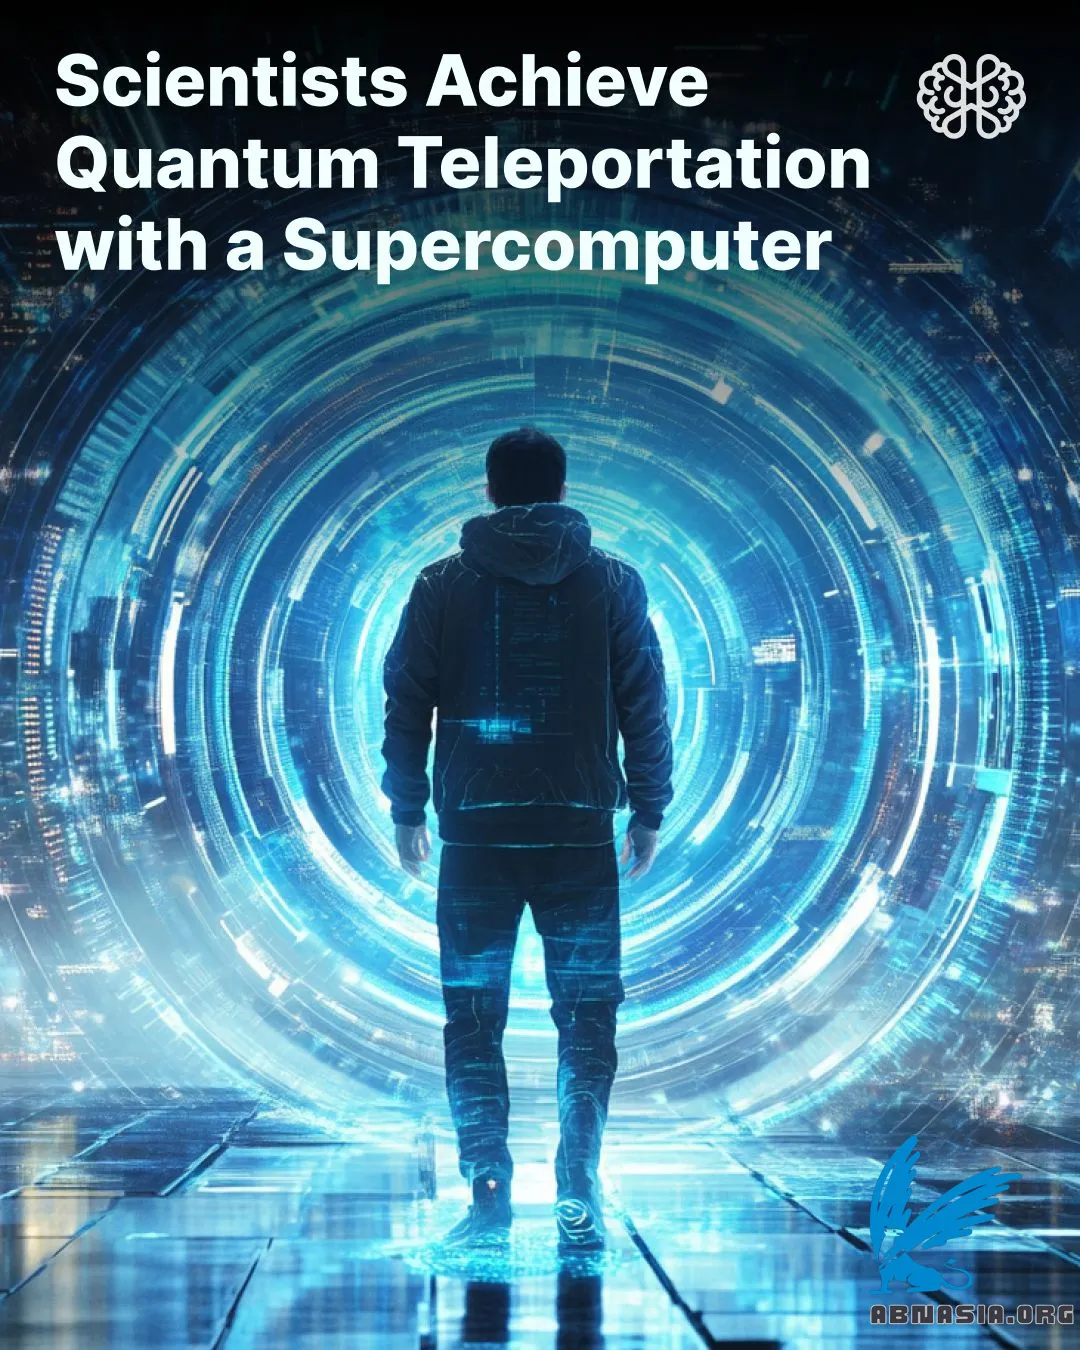 Scientists Achieve
Quantum Teleportation
with a Supercomputer
ABNASIA.ORG